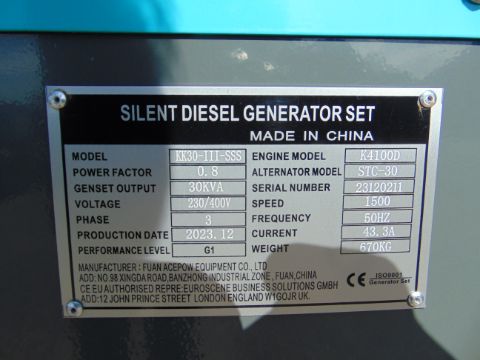 SILENT DIESEL GENERATOR SET
MADE IN CHINA
MODEL KK30-III-SSS ENGINE MODEL K4100D
POWER FACTOR 0.8 ALTERNATOR MODEL STC-30
GENSET OUTPUT 30KVA SERIAL NUMBER 23120211
VOLTAGE 230/400V SPEED 1500
PHASE 3 FREQUENCY 50HZ
PRODUCTION DATE 2023.12 CURRENT 43.3A
PERFORMANCE LEVEL G1 WEIGHT 670KG
MANUFACTURER : FUAN ACEPOW EQUIPMENT CO., LTD
ADD: NO.98 XINGDA ROAD,BANZHONG INDUSTRIAL ZONE , FUAN,CHINA
CE EU AUTHORISED REPRE: EUROSCENE BUSINESS SOLUTIONS GMBH
ADD:12 JOHN PRINCE STREET LONDON ENGLAND W1GOJR UK.
CE ISO9001
Generator Set